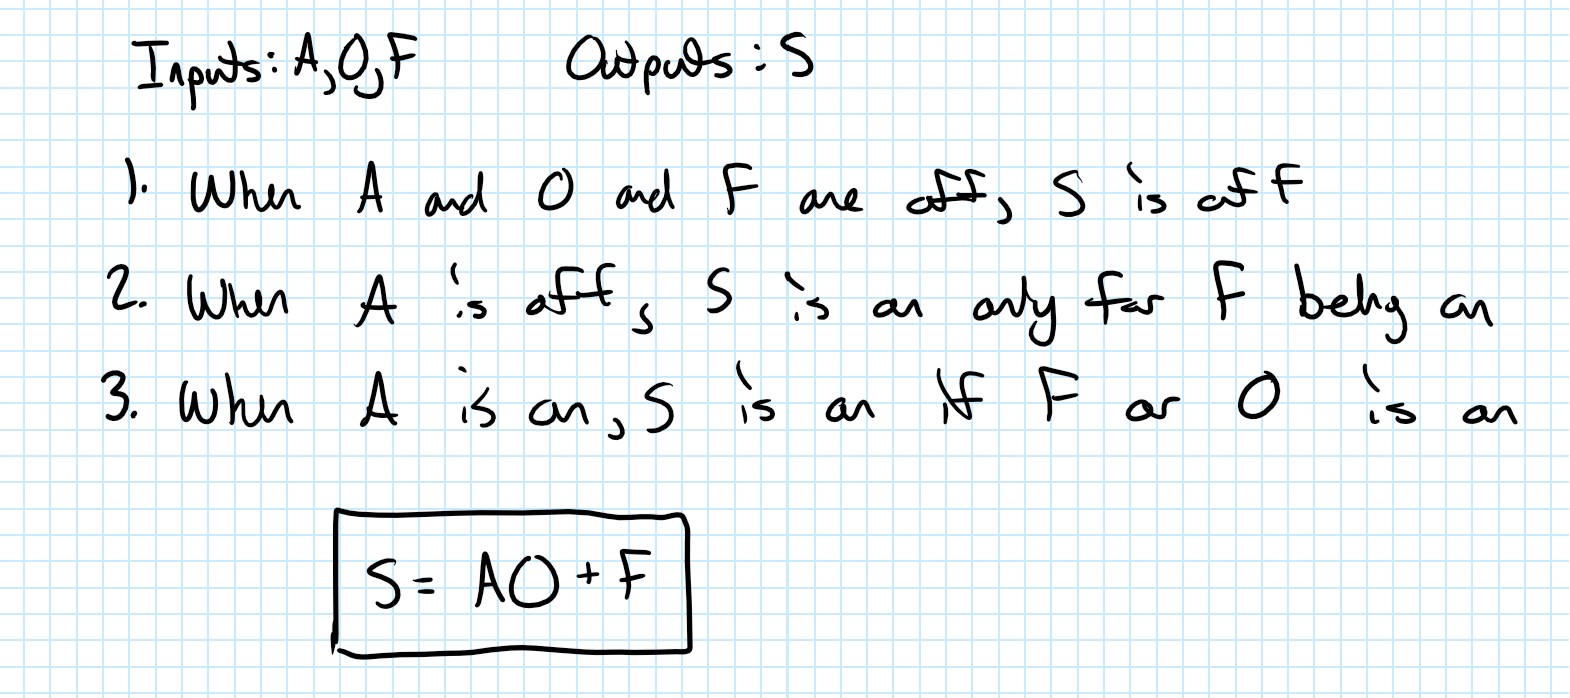 Inputs: A,O,F Outputs: S
1. When A and O and F are off, S is off
2. When A is off, S is on only for F being on
3. When A is on, S is on if F or O is on
S = AO + F